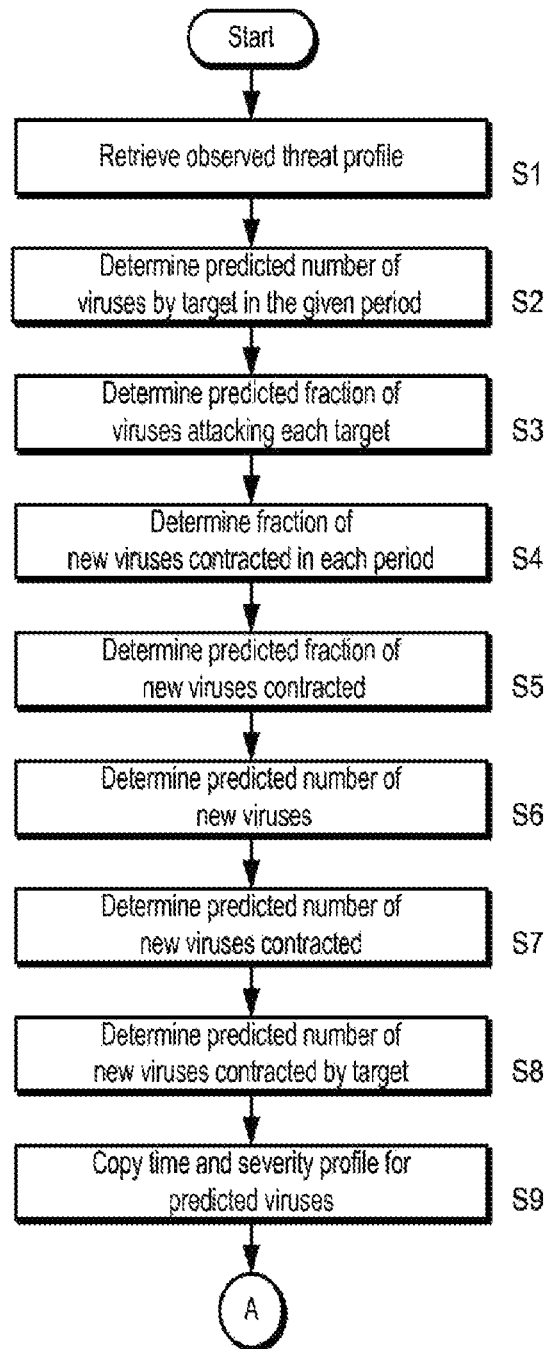 Start
Retrieve observed threat profile
S1
Determine predicted number of
viruses by target in the given period
S2
Determine predicted fraction of
viruses attacking each target
S3
Determine fraction of
new viruses contracted in each period
S4
Determine predicted fraction of
new viruses contracted
S5
Determine predicted number of
new viruses
S6
Determine predicted number of
new viruses contracted
S7
Determine predicted number of
new viruses contracted by target
S8
Copy time and severity profile for
predicted viruses
S9
A